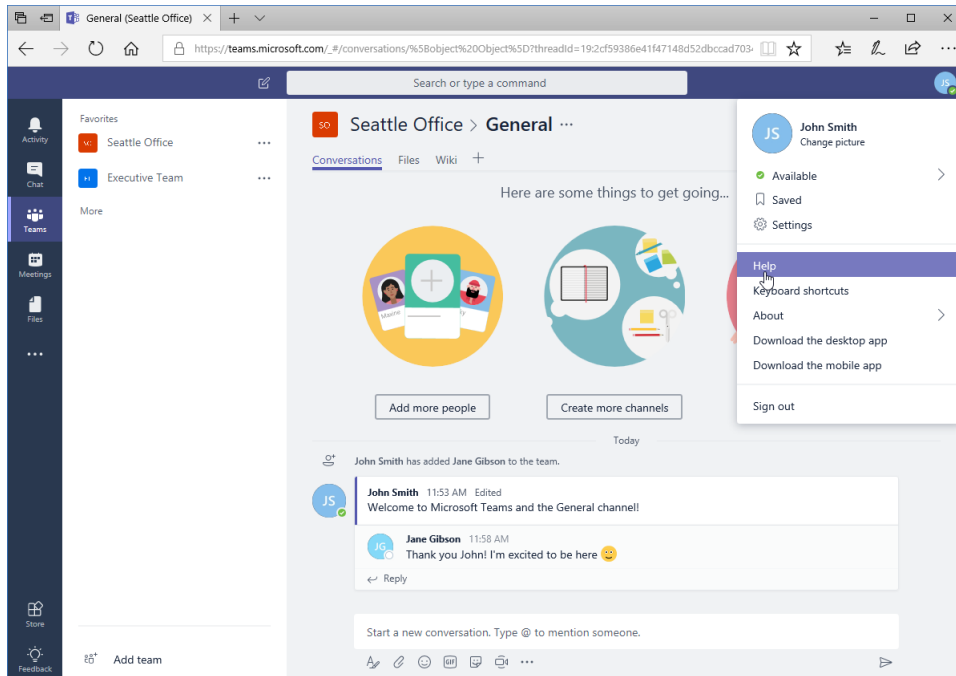 General (Seattle Office)
https://teams.microsoft.com/_#/conversations/%5Bobject%20Object%5D?threadId=19:2cf59386e41f47148d52dbccad703
Search or type a command
JS
Activity
Chat
Teams
Meetings
Files
Store
Feedback
Favorites
SO Seattle Office
Executive Team
More
Add team
SO Seattle Office > General
Conversations Files Wiki
Here are some things to get going...
Maxine
Add more people
Create more channels
Today
John Smith has added Jane Gibson to the team.
JS
John Smith 11:53 AM Edited
Welcome to Microsoft Teams and the General channel!
JG
Jane Gibson 11:58 AM
Thank you John! I'm excited to be here
Reply
Start a new conversation. Type @ to mention someone.
GIF
JS
John Smith
Change picture
Available
Saved
Settings
Help
Keyboard shortcuts
About
Download the desktop app
Download the mobile app
Sign out